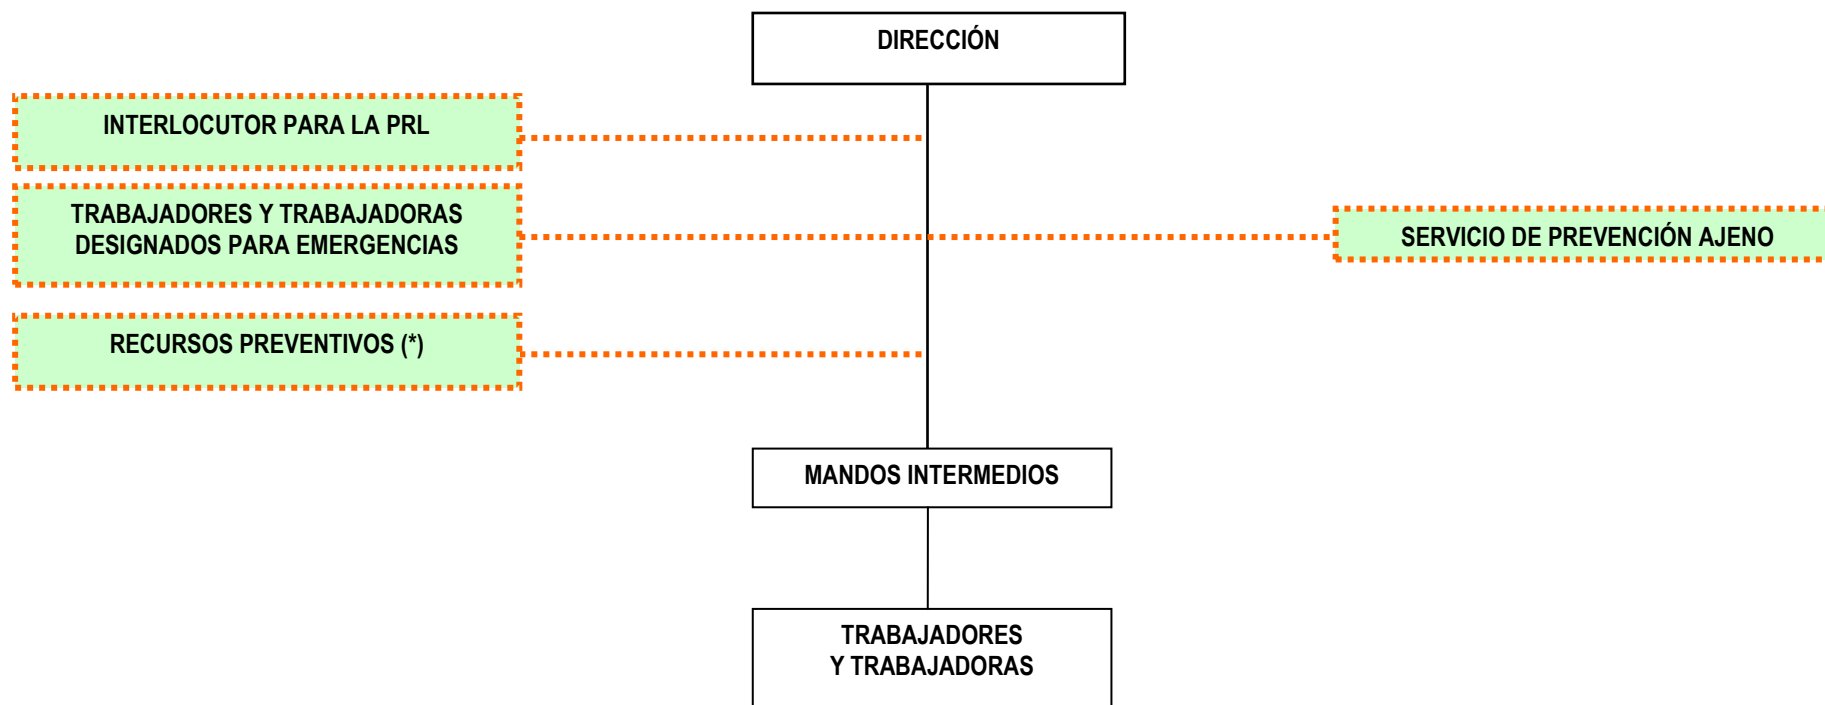 DIRECCIÓN
INTERLOCUTOR PARA LA PRL
TRABAJADORES Y TRABAJADORAS
DESIGNADOS PARA EMERGENCIAS
SERVICIO DE PREVENCIÓN AJENO
RECURSOS PREVENTIVOS (*)
MANDOS INTERMEDIOS
TRABAJADORES
Y TRABAJADORAS